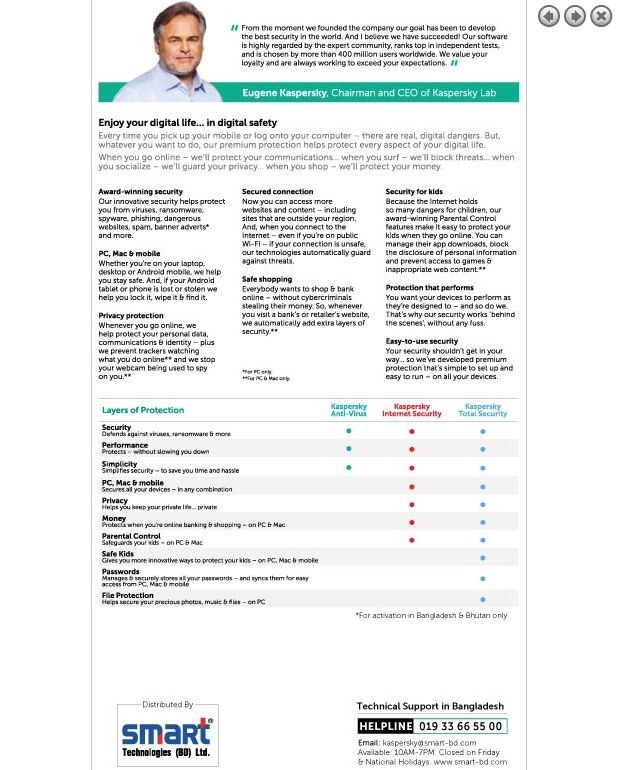 " From the moment we founded the company our goal has been to develop
the best security in the world. And I believe we have succeeded! Our software
is highly regarded by the expert community, ranks top in independent tests,
and is chosen by more than 400 million users worldwide. We value your
loyalty and are always working to exceed your expectations. "
Eugene Kaspersky, Chairman and CEO of Kaspersky Lab
Enjoy your digital life... in digital safety
Every time you pick up your mobile or log onto your computer – there are real, digital dangers. But,
whatever you want to do, our premium protection helps protect every aspect of your digital life.
When you go online – we'll protect your communications... when you surf – we'll block threats... when
you socialize – we'll guard your privacy... when you shop – we'll protect your money.
Award-winning security
Our innovative security helps protect
you from viruses, ransomware,
spyware, phishing, dangerous
websites, spam, banner adverts*
and more.
PC, Mac & mobile
Whether you're on your laptop,
desktop or Android mobile, we help
you stay safe. And, if your Android
tablet or phone is lost or stolen we
help you lock it, wipe it & find it.
Privacy protection
Whenever you go online, we
help protect your personal data,
communications & identity – plus
we prevent trackers watching
what you do online** and we stop
your webcam being used to spy
on you.**
Secured connection
Now you can access more
websites and content – including
sites that are outside your region.
And, when you connect to the
Internet – even if you're on public
Wi-Fi – if your connection is unsafe,
our technologies automatically guard
against threats.
Safe shopping
Everybody wants to shop & bank
online – without cybercriminals
stealing their money. So, whenever
you visit a bank's or retailer's website,
we automatically add extra layers of
security.**
*For PC only.
**For PC & Mac only.
Security for kids
Because the Internet holds
so many dangers for children, our
award-winning Parental Control
features make it easy to protect your
kids when they go online. You can
manage their app downloads, block
the disclosure of personal information
and prevent access to games &
inappropriate web content.**
Protection that performs
You want your devices to perform as
they're designed to – and so do we.
That's why our security works 'behind
the scenes', without any fuss.
Easy-to-use security
Your security shouldn't get in your
way... so we've developed premium
protection that's simple to set up and
easy to run – on all your devices.
Layers of Protection
Kaspersky
Anti-Virus
Kaspersky
Internet Security
Kaspersky
Total Security
Security
Defends against viruses, ransomware & more
Performance
Protects – without slowing you down
Simplicity
Simplifies security – to save you time and hassle
PC, Mac & mobile
Secures all your devices – in any combination
Privacy
Helps you keep your private life... private
Money
Protects when you're online banking & shopping – on PC & Mac
Parental Control
Safeguards your kids – on PC & Mac
Safe Kids
Gives you more innovative ways to protect your kids – on PC, Mac & mobile
Passwords
Manages & securely stores all your passwords – and syncs them for easy
access from PC, Mac & mobile
File Protection
Helps secure your precious photos, music & files – on PC
*For activation in Bangladesh & Bhutan only
Distributed By
smart®
Technologies (BD) Ltd.
Technical Support in Bangladesh
HELPLINE 019 33 66 55 00
Email: kaspersky@smart-bd.com
Available: 10AM-7PM. Closed on Friday
& National Holidays. www.smart-bd.com